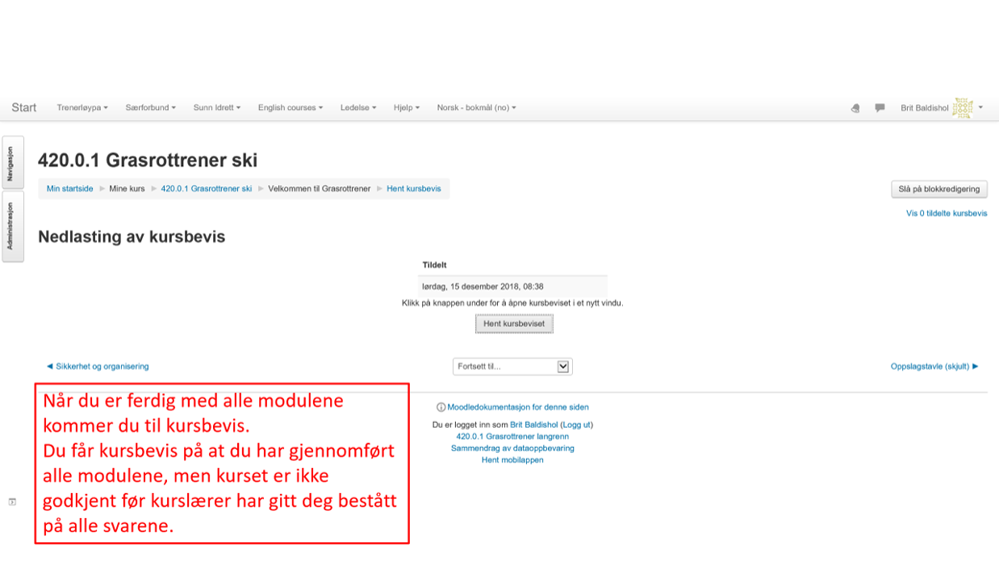 Start Trenerløypa Særforbund Sunn Idrett English courses Ledelse Hjelp Norsk - bokmål (no) Brit Baldishol
Navigasjon
Administrasjon
420.0.1 Grasrottrener ski
Min startside Mine kurs 420.0.1 Grasrottrener ski Velkommen til Grasrottrener Hent kursbevis
Slå på blokkredigering
Vis 0 tildelte kursbevis
Nedlasting av kursbevis
Tildelt
lørdag, 15 desember 2018, 08:38
Klikk på knappen under for å åpne kursbeviset i et nytt vindu.
Hent kursbeviset
◄ Sikkerhet og organisering Fortsett til... Oppslagstavle (skjult) ►
Når du er ferdig med alle modulene
kommer du til kursbevis.
Du får kursbevis på at du har gjennomført
alle modulene, men kurset er ikke
godkjent før kurslærer har gitt deg bestått
på alle svarene.
Moodledokumentasjon for denne siden
Du er logget inn som Brit Baldishol (Logg ut)
420.0.1 Grasrottrener langrenn
Sammendrag av dataoppbevaring
Hent mobilappen